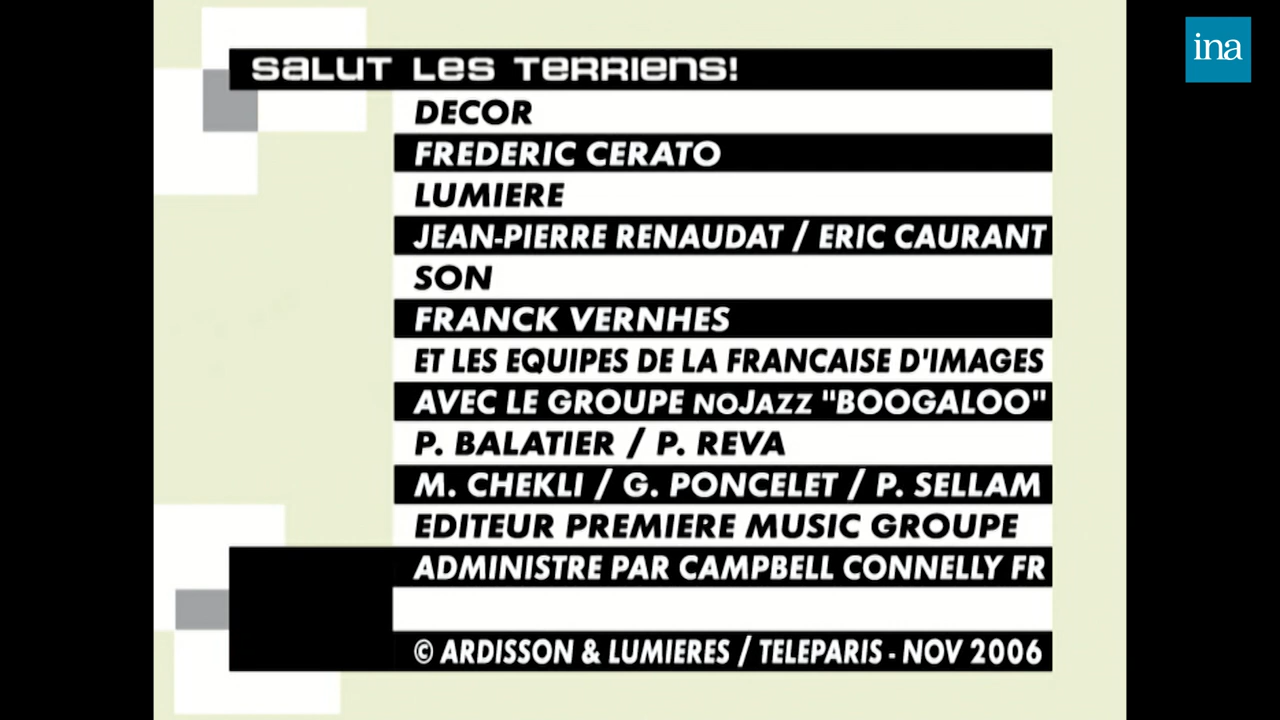 ina
SALUT LES TERRIENS!
DECOR
FREDERIC CERATO
LUMIERE
JEAN-PIERRE RENAUDAT / ERIC CAURANT
SON
FRANCK VERNHES
ET LES EQUIPES DE LA FRANCAISE D'IMAGES
AVEC LE GROUPE NOJAZZ "BOOGALOO"
P. BALATIER / P. REVA
M. CHEKLI / G. PONCELET / P. SELLAM
EDITEUR PREMIERE MUSIC GROUPE
ADMINISTRE PAR CAMPBELL CONNELLY FR
© ARDISSON & LUMIERES / TELEPARIS - NOV 2006